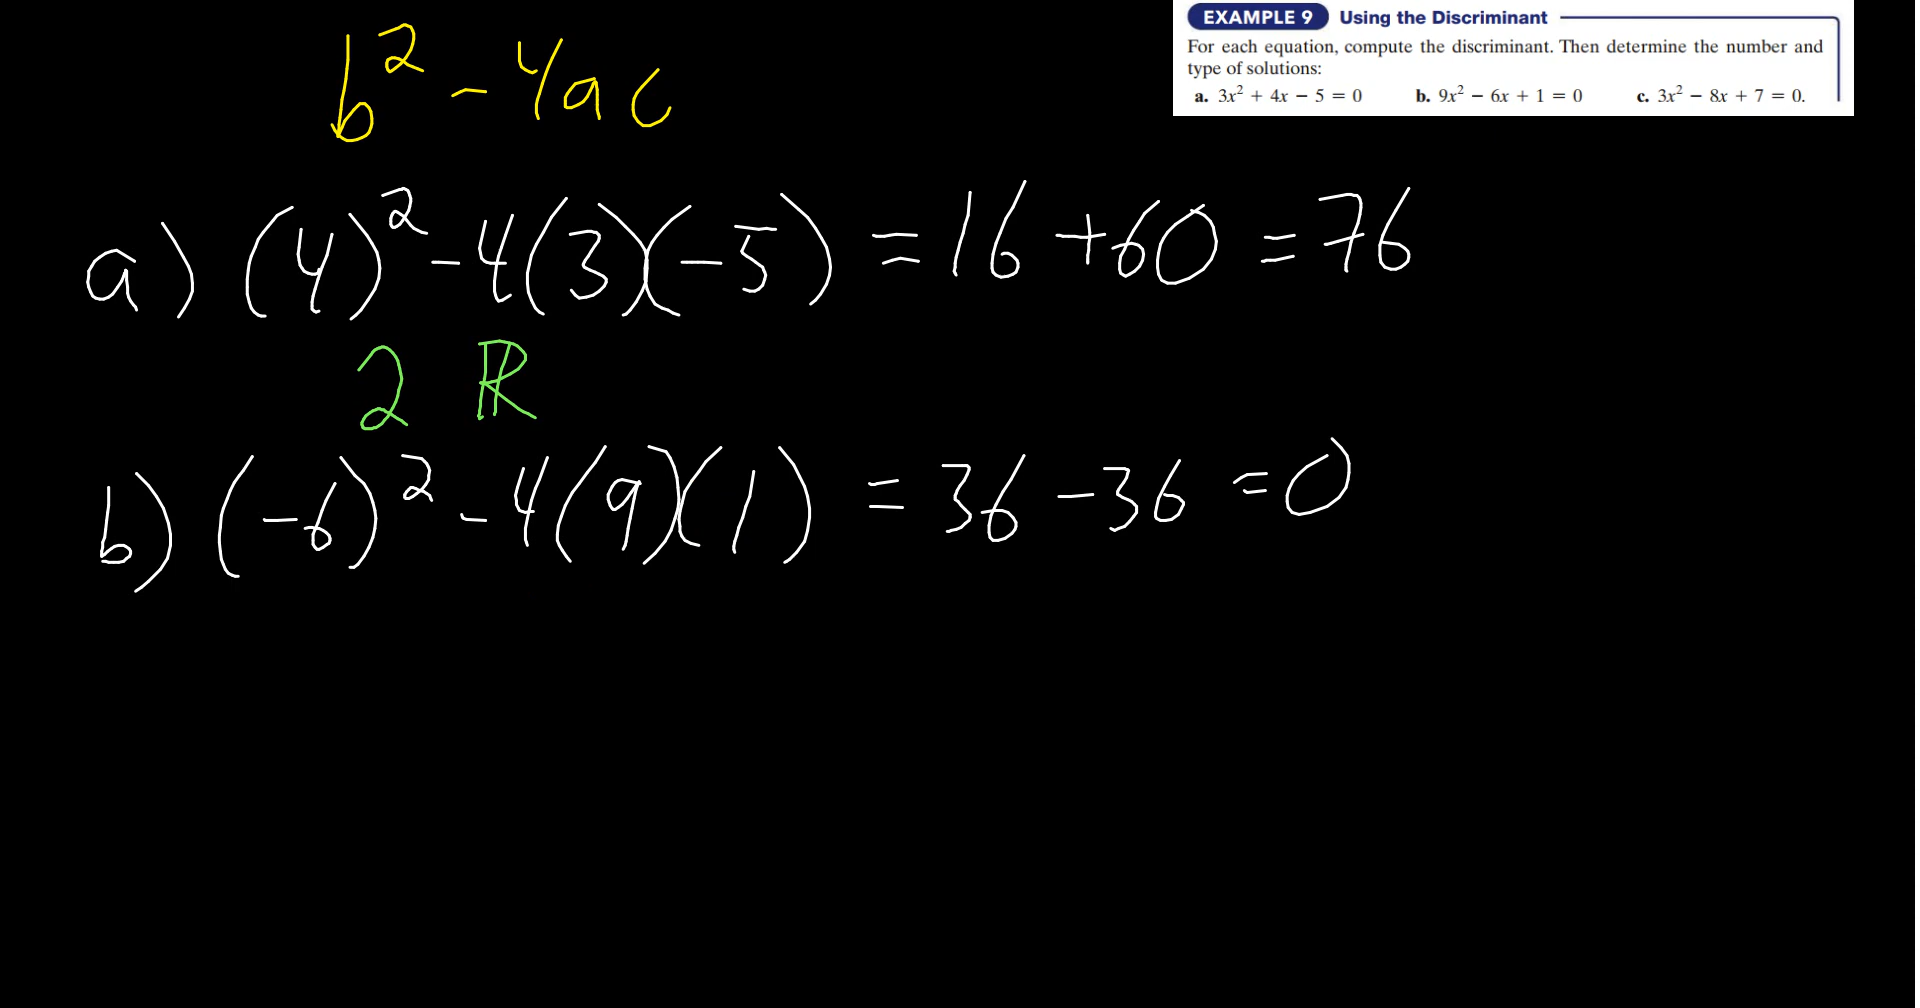 b² - 4ac
EXAMPLE 9 Using the Discriminant
For each equation, compute the discriminant. Then determine the number and
type of solutions:
a. 3x² + 4x − 5 = 0 b. 9x² − 6x + 1 = 0 c. 3x² − 8x + 7 = 0.
a) (4)² - 4(3)(-5) = 16 + 60 = 76
2 ℝ
b) (-6)² - 4(9)(1) = 36 - 36 = 0